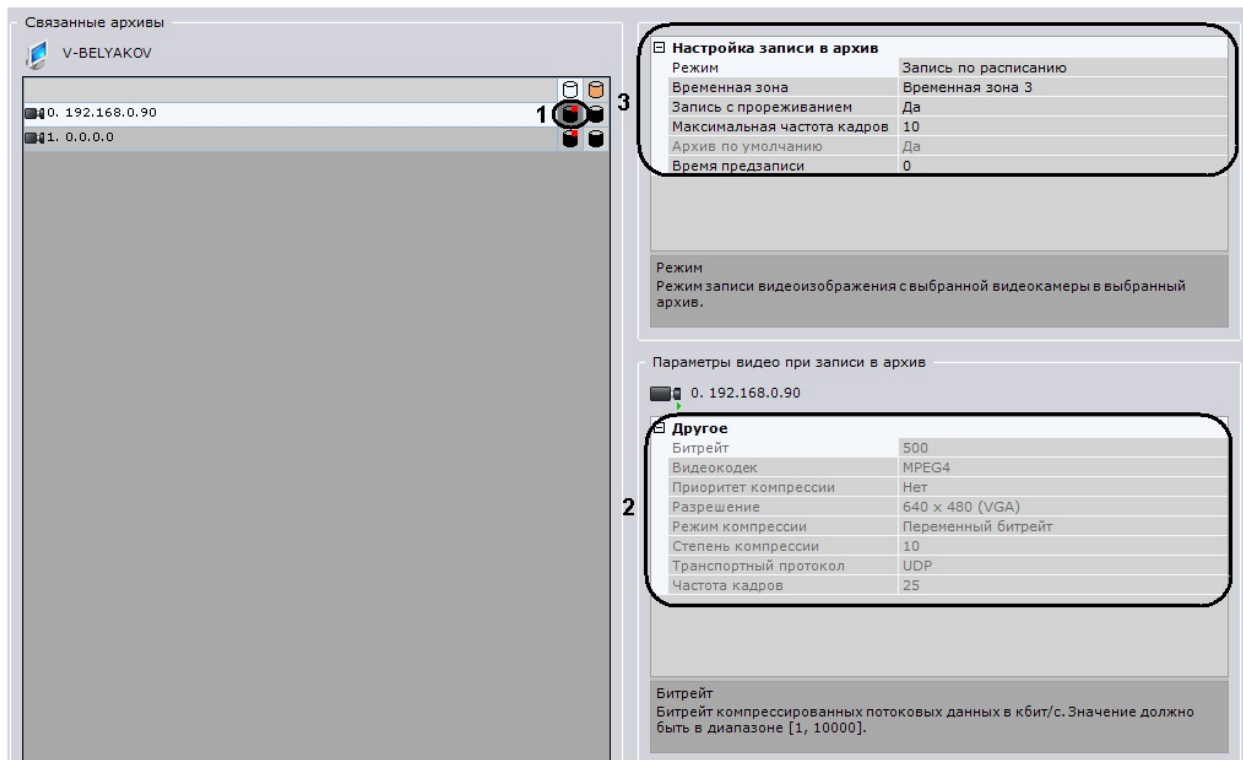 Связанные архивы
V-BELYAKOV
0. 192.168.0.90
1
1. 0.0.0.0
3
Настройка записи в архив
Режим Запись по расписанию
Временная зона Временная зона 3
Запись с прореживанием Да
Максимальная частота кадров 10
Архив по умолчанию Да
Время предзаписи 0
Режим
Режим записи видеоизображения с выбранной видеокамеры в выбранный
архив.
Параметры видео при записи в архив
0. 192.168.0.90
2
Другое
Битрейт 500
Видеокодек MPEG4
Приоритет компрессии Нет
Разрешение 640 x 480 (VGA)
Режим компрессии Переменный битрейт
Степень компрессии 10
Транспортный протокол UDP
Частота кадров 25
Битрейт
Битрейт компрессированных потоковых данных в кбит/с. Значение должно
быть в диапазоне [1, 10000].